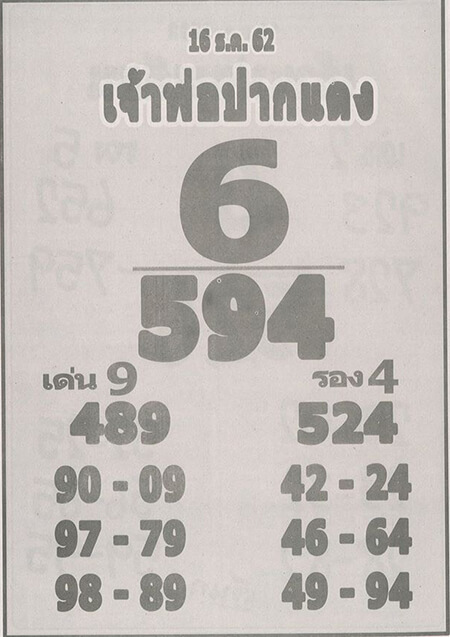 16 ธ.ค. 62
เจ้าพ่อปากแดง
6
594
เด่น 9 รอง 4
489 524
90 - 09 42 - 24
97 - 79 46 - 64
98 - 89 49 - 94